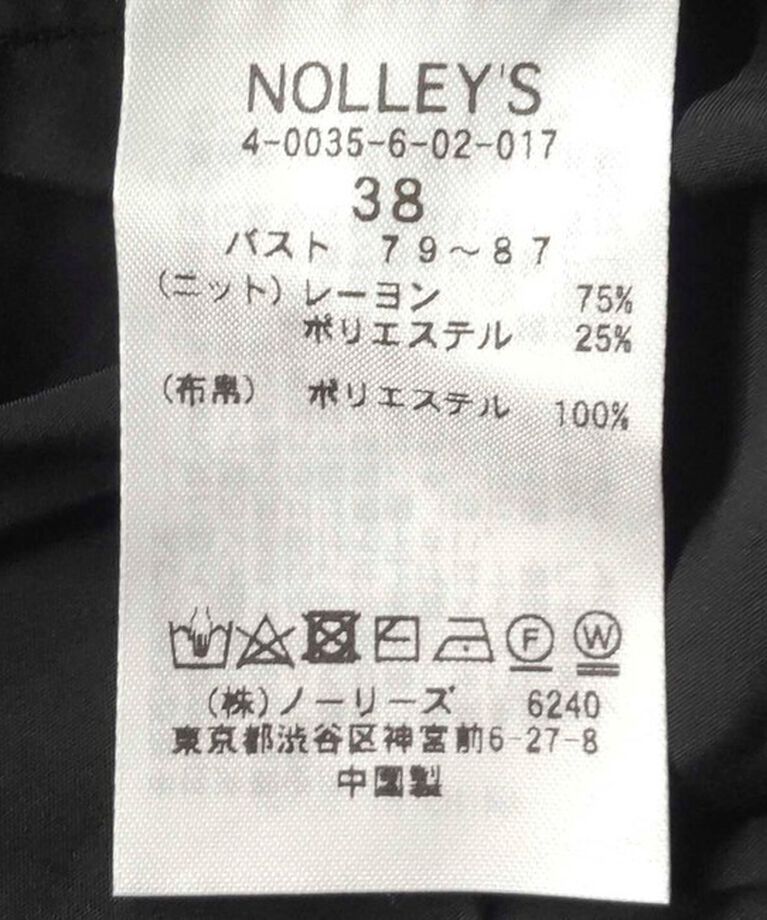 NOLLEY'S
4-0035-6-02-017
38
バスト 79~87
(ニット) レーヨン 75%
ポリエステル 25%
(布帛) ポリエステル 100%
F W
(株)ノーリーズ 6240
東京都渋谷区神宮前6-27-8
中国製